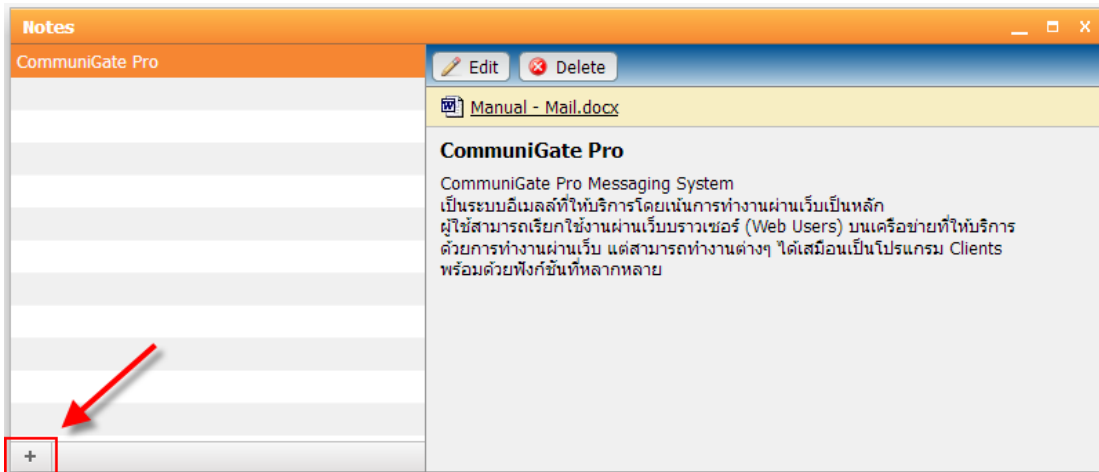 Notes
CommuniGate Pro
Edit
Delete
Manual - Mail.docx
CommuniGate Pro
CommuniGate Pro Messaging System
เป็นระบบอีเมลล์ที่ให้บริการโดยเน้นการทำงานผ่านเว็บเป็นหลัก
ผู้ใช้สามารถเรียกใช้งานผ่านเว็บบราวเซอร์ (Web Users) บนเครือข่ายที่ให้บริการ
ด้วยการทำงานผ่านเว็บ แต่สามารถทำงานต่างๆ ได้เสมือนเป็นโปรแกรม Clients
พร้อมด้วยฟังก์ชันที่หลากหลาย
+